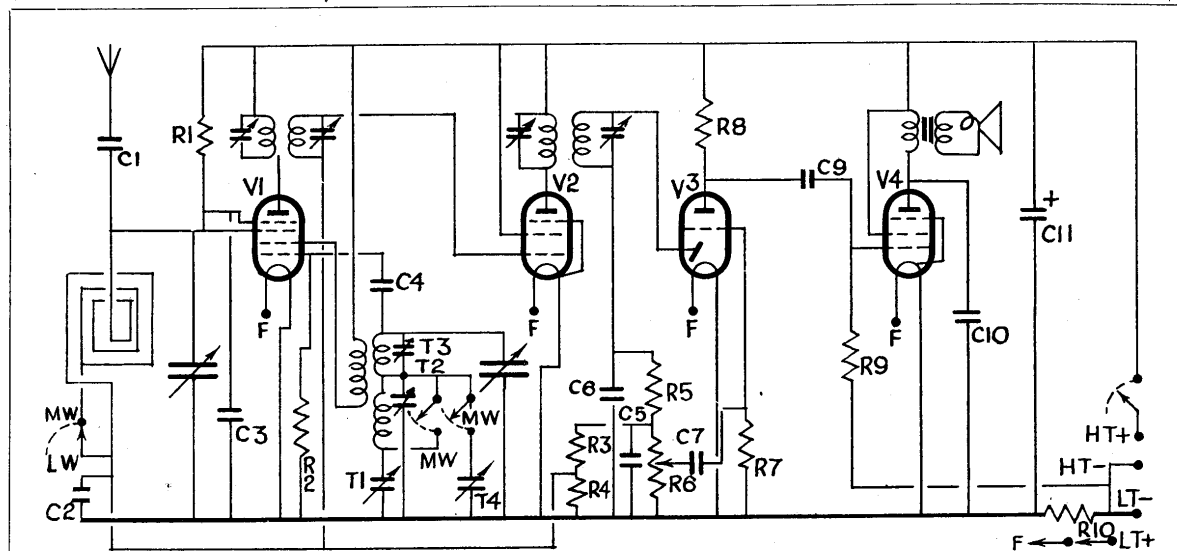 C1
R1
V1
F
C4
MW
LW
C2
C3
R2
T3
T2
MW
MW
T1
T4
V2
F
C6
C5
R5
R3
R4
R6
C7
R7
V3
F
R8
C9
V4
F
R9
C10
+
C11
HT+
HT-
LT-
R10
F
LT+